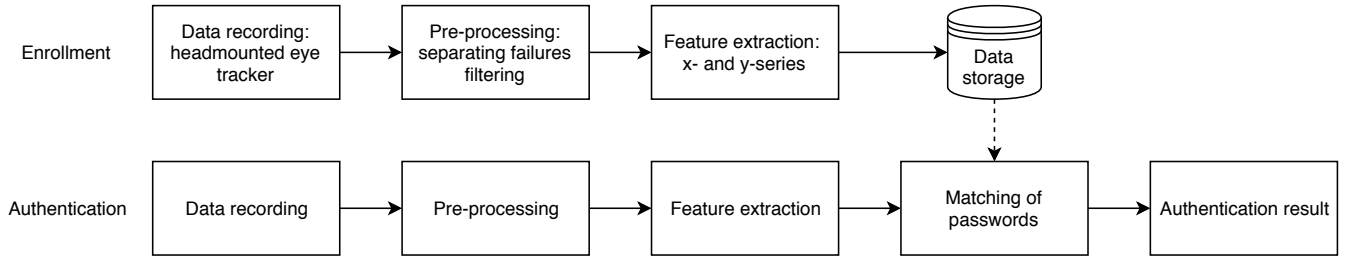 Enrollment
Data recording:
headmounted eye
tracker
Pre-processing:
separating failures
filtering
Feature extraction:
x- and y-series
Data
storage
Authentication
Data recording
Pre-processing
Feature extraction
Matching of
passwords
Authentication result